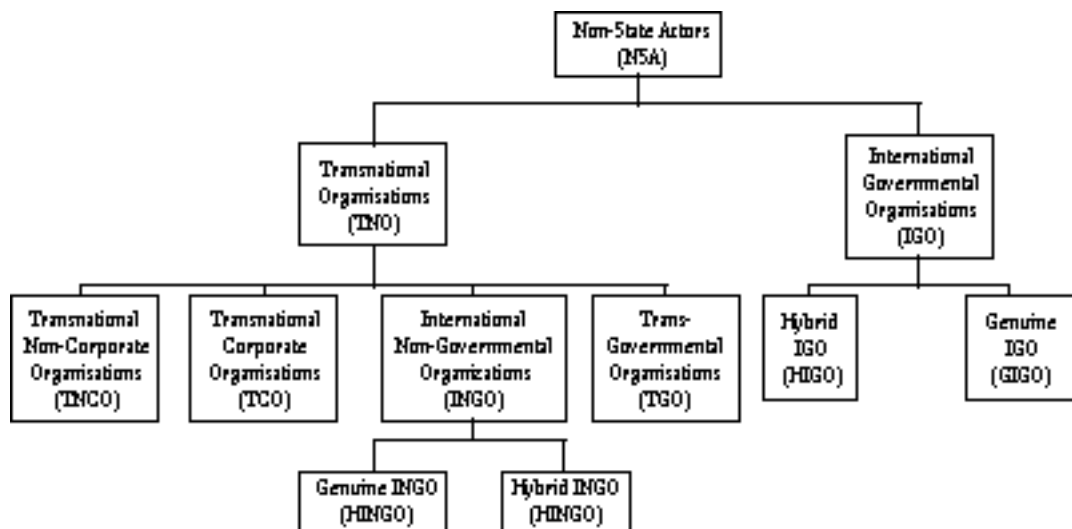 Non-State Actors
(NSA)
Transnational
Organisations
(TNO)
International
Governmental
Organisations
(IGO)
Transnational
Non-Corporate
Organisations
(TNCO)
Transnational
Corporate
Organisations
(TCO)
International
Non-Governmental
Organizations
(INGO)
Trans-
Governmental
Organisations
(TGO)
Hybrid
IGO
(HIGO)
Genuine
IGO
(GIGO)
Genuine INGO
(HINGO)
Hybrid INGO
(HINGO)